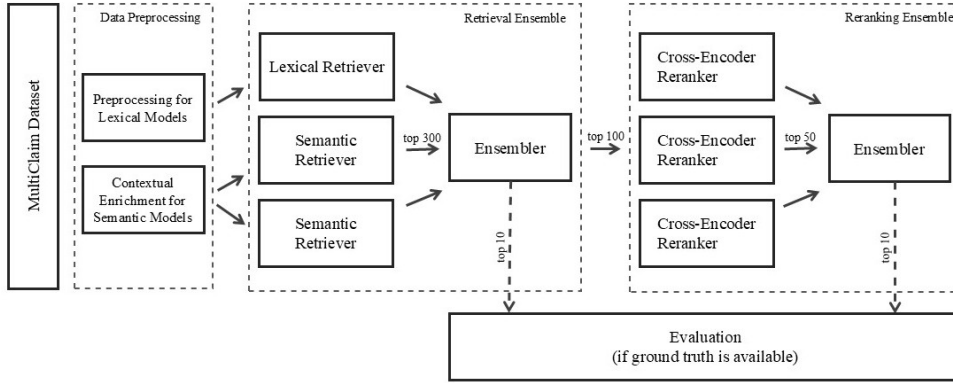 MultiClaim Dataset
Data Preprocessing
Preprocessing for
Lexical Models
Contextual
Enrichment for
Semantic Models
Retrieval Ensemble
Lexical Retriever
Semantic
Retriever
Semantic
Retriever
top 300
Ensembler
top 10
top 100
Reranking Ensemble
Cross-Encoder
Reranker
Cross-Encoder
Reranker
Cross-Encoder
Reranker
top 50
Ensembler
top 10
Evaluation
(if ground truth is available)